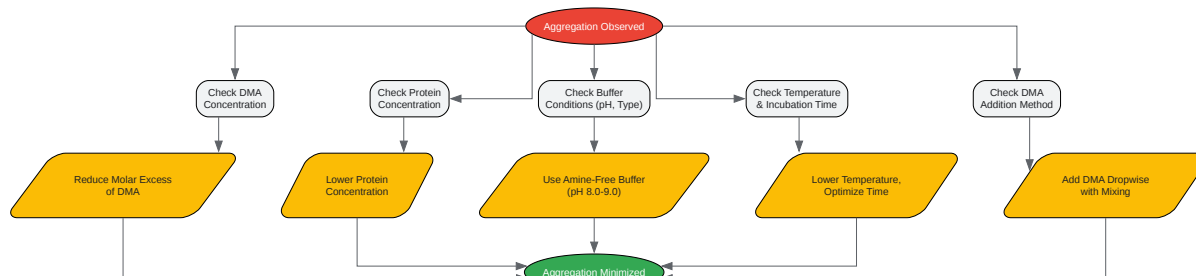 Aggregation Observed
Check DMA
Concentration
Check Protein
Concentration
Check Buffer
Conditions (pH, Type)
Check Temperature
& Incubation Time
Check DMA
Addition Method
Reduce Molar Excess
of DMA
Lower Protein
Concentration
Use Amine-Free Buffer
(pH 8.0-9.0)
Lower Temperature,
Optimize Time
Add DMA Dropwise
with Mixing
Aggregation Minimized